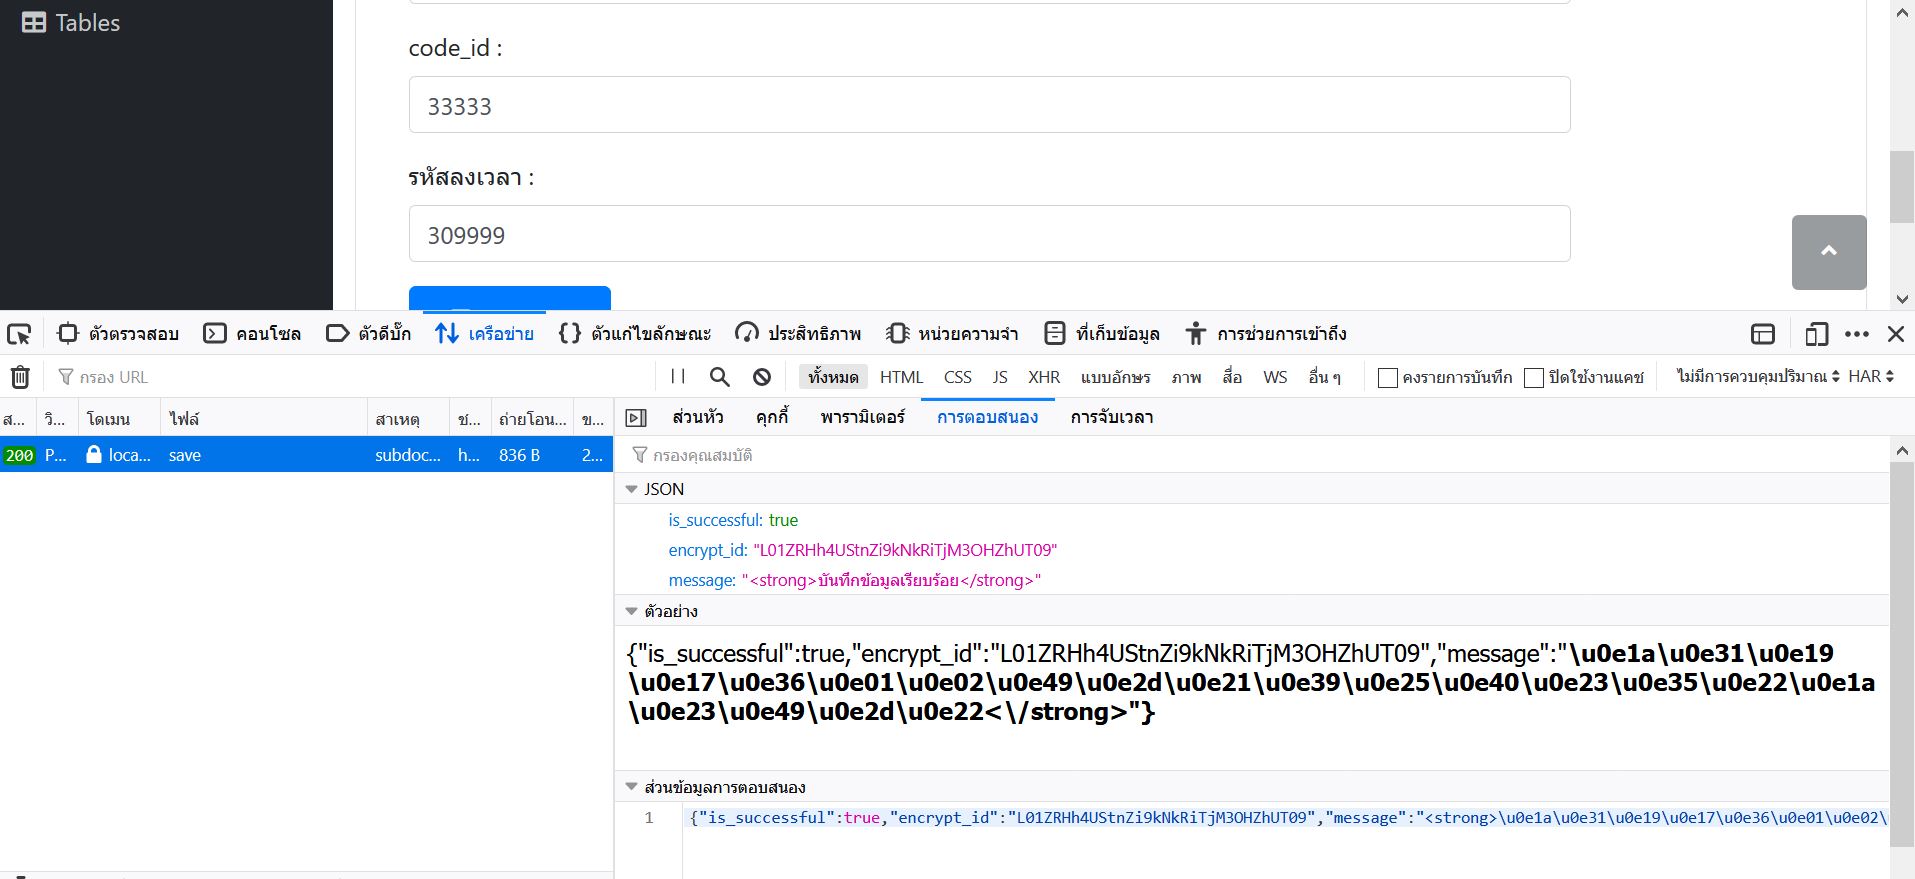 Tables
code_id :
33333
รหัสลงเวลา :
309999
ตัวตรวจสอบ คอนโซล ตัวดีบั๊ก เครือข่าย ตัวแก้ไขลักษณะ ประสิทธิภาพ หน่วยความจำ ที่เก็บข้อมูล การช่วยการเข้าถึง
กรอง URL ทั้งหมด HTML CSS JS XHR แบบอักษร ภาพ สื่อ WS อื่น ๆ คงรายการบันทึก ปิดใช้งานแคช ไม่มีการควบคุมปริมาณ HAR
ส... วิ... โดเมน ไฟล์ สาเหตุ ช... ถ่ายโอน... ข...
200 P... loca... save subdoc... h... 836 B 2...
ส่วนหัว คุกกี้ พารามิเตอร์ การตอบสนอง การจับเวลา
กรองคุณสมบัติ
JSON
is_successful: true
encrypt_id: "L01ZRHh4UStnZi9kNkRiTjM3OHZhUT09"
message: "<strong>บันทึกข้อมูลเรียบร้อย</strong>"
ตัวอย่าง
{"is_successful":true,"encrypt_id":"L01ZRHh4UStnZi9kNkRiTjM3OHZhUT09","message":"\u0e1a\u0e31\u0e19
\u0e17\u0e36\u0e01\u0e02\u0e49\u0e2d\u0e21\u0e39\u0e25\u0e40\u0e23\u0e35\u0e22\u0e1a
\u0e23\u0e49\u0e2d\u0e22<\/strong>"}
ส่วนข้อมูลการตอบสนอง
1 {"is_successful":true,"encrypt_id":"L01ZRHh4UStnZi9kNkRiTjM3OHZhUT09","message":"<strong>\u0e1a\u0e31\u0e19\u0e17\u0e36\u0e01\u0e02\